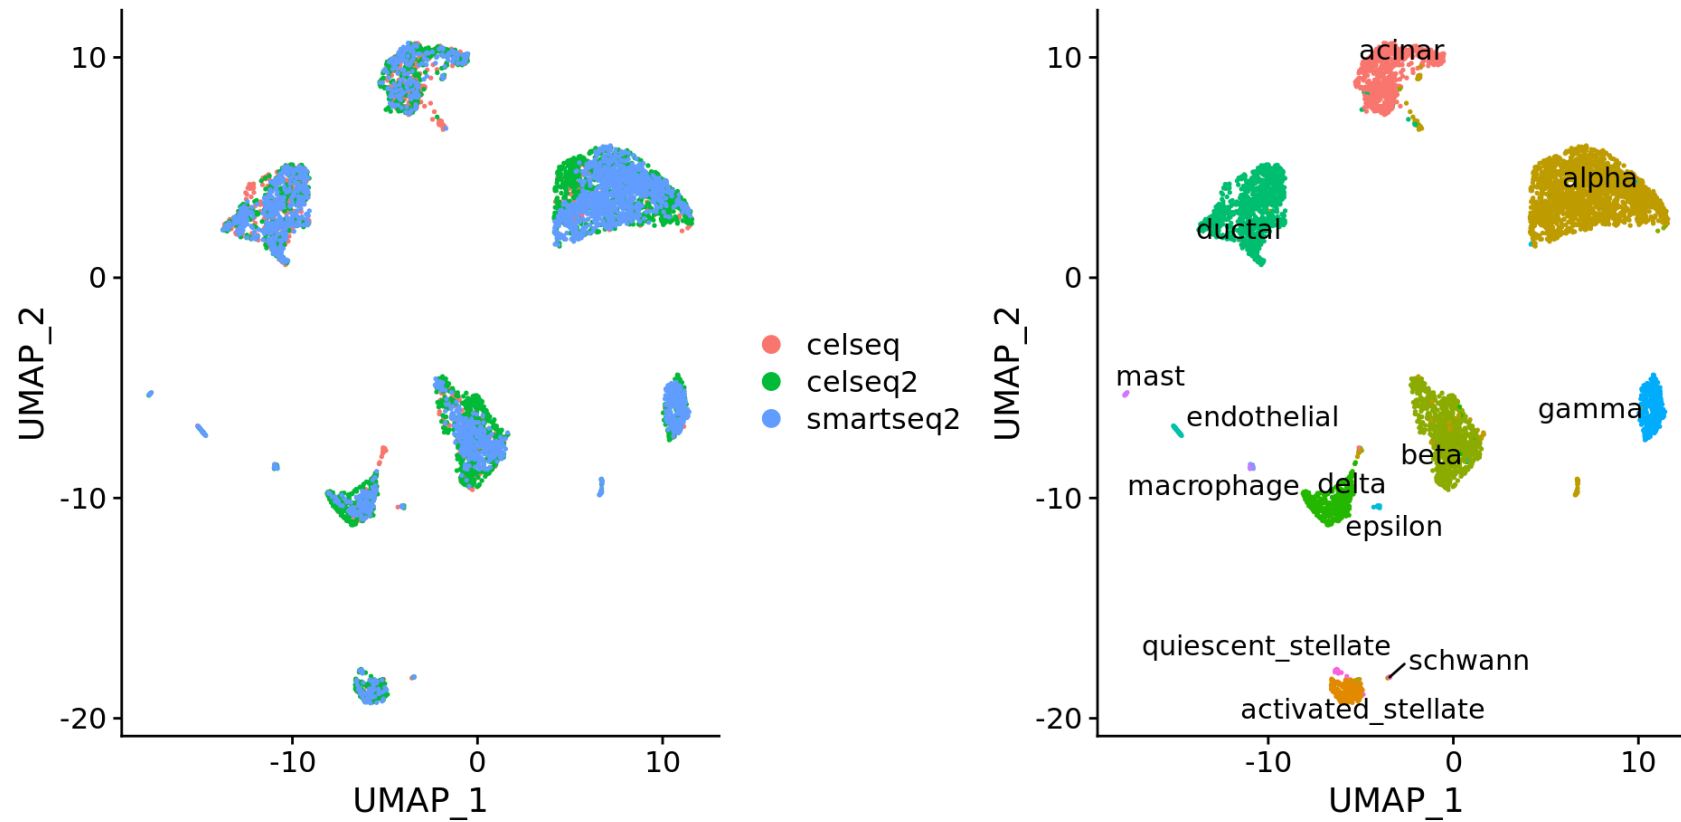 10
0
-10
-20
UMAP_2
-10
0
10
UMAP_1
celseq
celseq2
smartseq2
10
0
-10
-20
UMAP_2
-10
0
10
UMAP_1
acinar
alpha
ductal
mast
endothelial
gamma
beta
macrophage
delta
epsilon
quiescent_stellate
schwann
activated_stellate